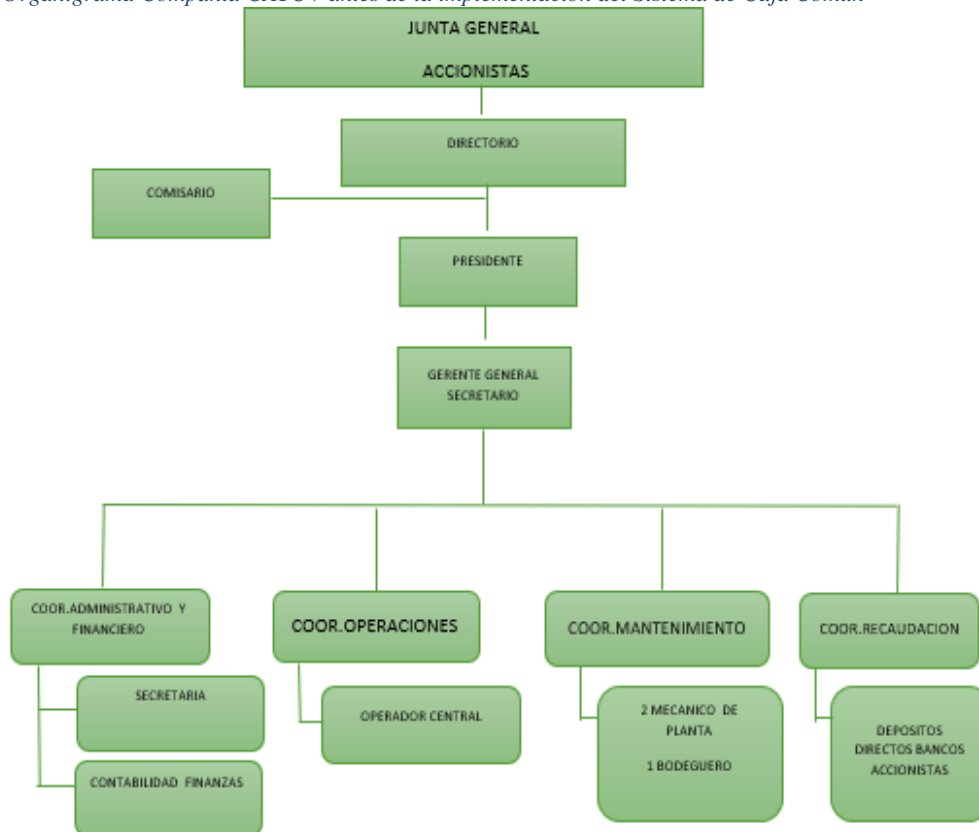 Organigrama Compañía
antes de la implementación del Sistema de Caja Común
JUNTA GENERAL
ACCIONISTAS
DIRECTORIO
COMISARIO
PRESIDENTE
GERENTE GENERAL
SECRETARIO
COOR.ADMINISTRATIVO Y
FINANCIERO
COOR.OPERACIONES
COOR.MANTENIMIENTO
COOR.RECAUDACION
SECRETARIA
CONTABILIDAD FINANZAS
OPERADOR CENTRAL
2 MECANICO DE
PLANTA
1 BODEGUERO
DEPOSITOS
DIRECTOS BANCOS
ACCIONISTAS